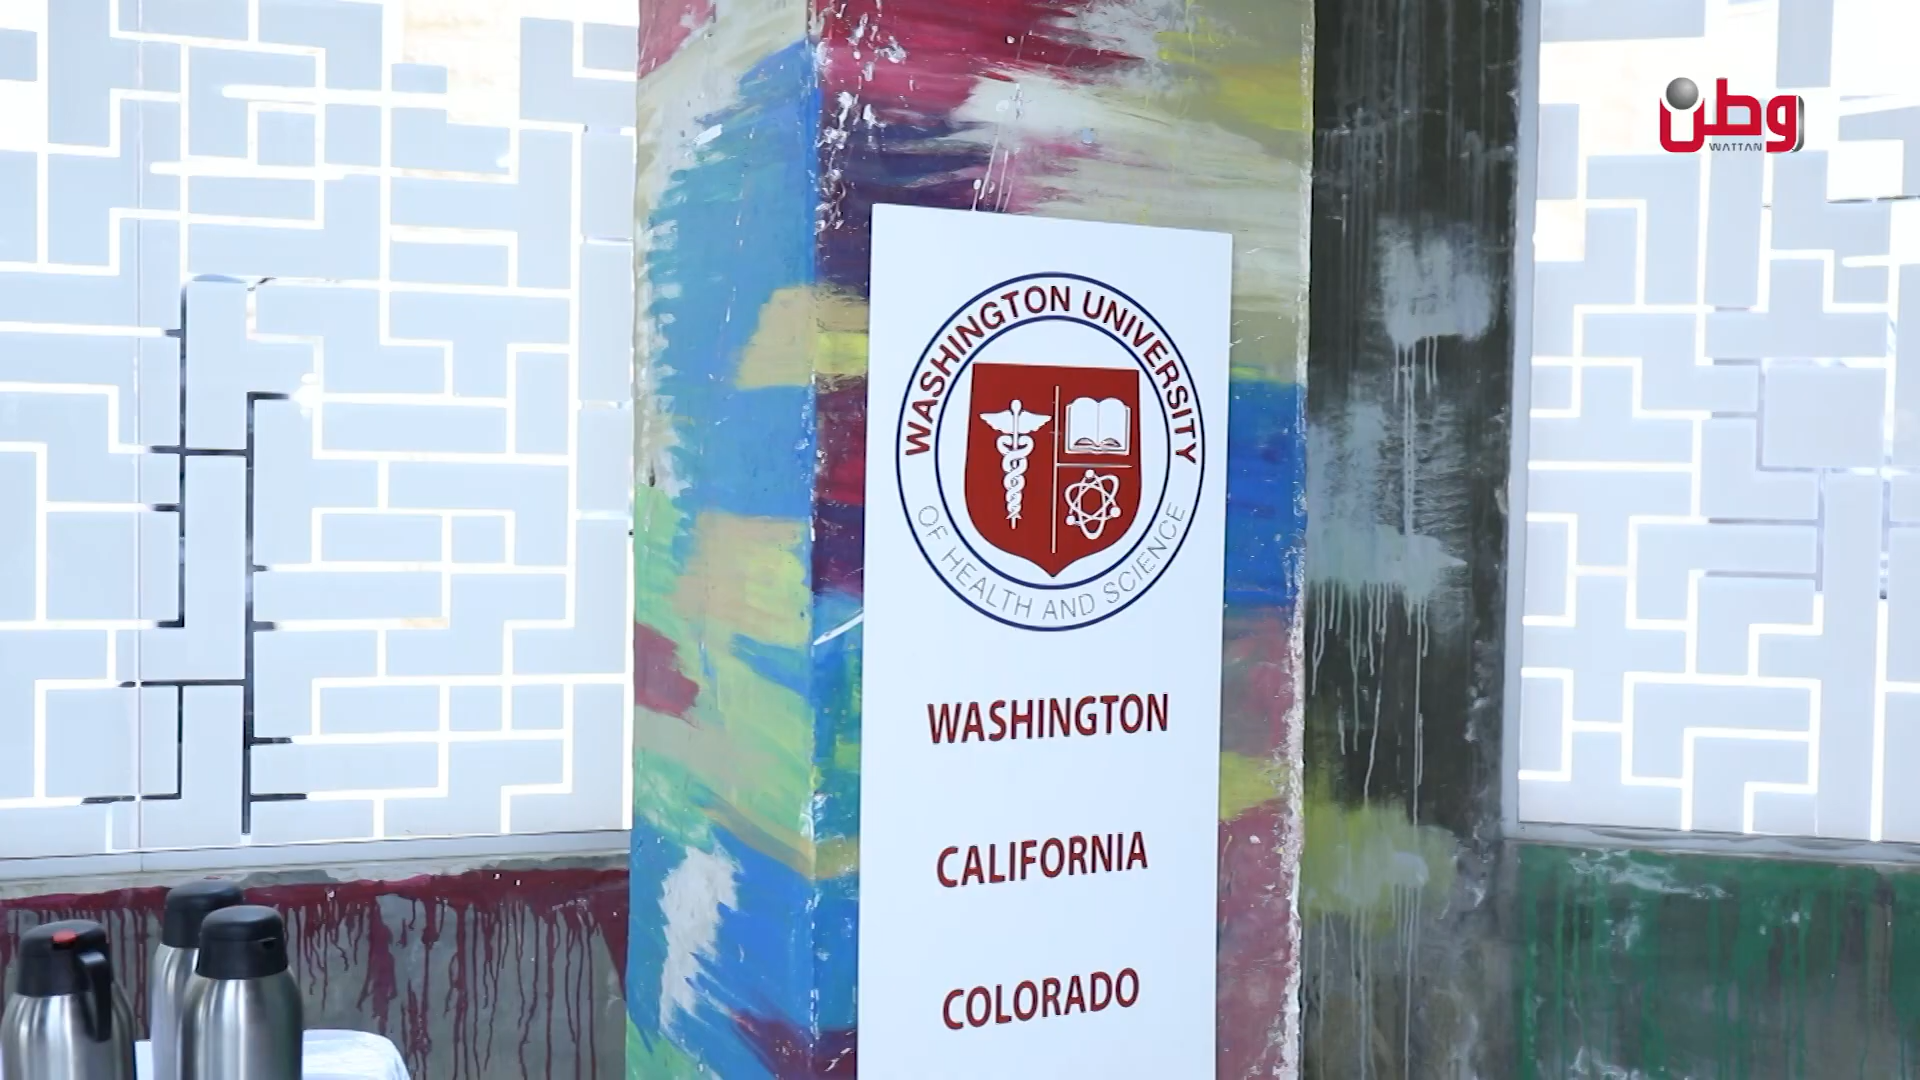 وطن
WATTAN
WASHINGTON UNIVERSITY
OF HEALTH AND SCIENCE
WASHINGTON
CALIFORNIA
COLORADO